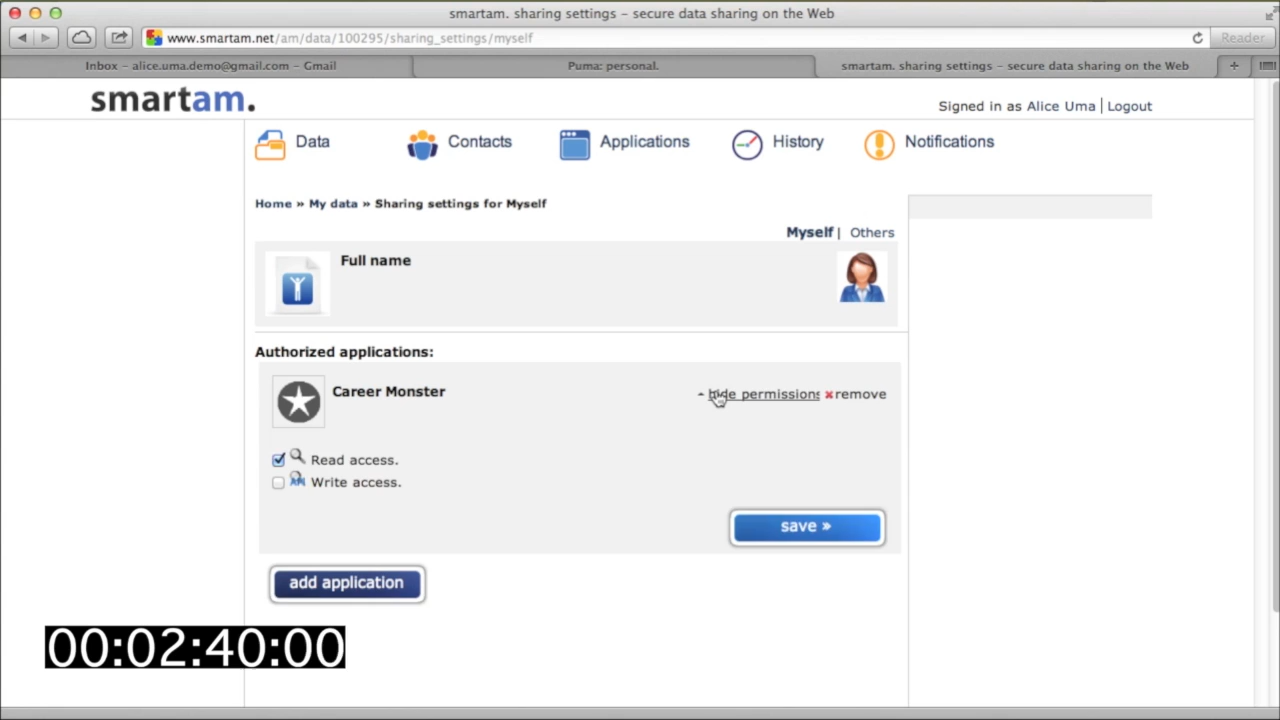 smartam. sharing settings – secure data sharing on the Web
www.smartam.net/am/data/100295/sharing_settings/myself
Reader
Inbox – alice.uma.demo@gmail.com – Gmail
Puma: personal.
smartam. sharing settings – secure data sharing on the Web
+
smartam.
Signed in as Alice Uma | Logout
Data
Contacts
Applications
History
Notifications
Home » My data » Sharing settings for Myself
Myself | Others
Full name
Authorized applications:
Career Monster
hide permissions
remove
Read access.
Write access.
save »
add application
00:02:40:00